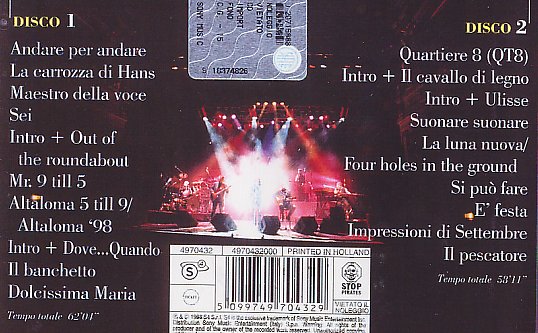 DISCO 1
Andare per andare
La carrozza di Hans
Maestro della voce
Sei
Intro + Out of
the roundabout
Mr. 9 till 5
Altaloma 5 till 9/
Altaloma '98
Intro + Dove...Quando
Il banchetto
Dolcissima Maria
Tempo totale 62'04"
S 18374826
DISCO 2
Quartiere 8 (QT8)
Intro + Il cavallo di legno
Intro + Ulisse
Suonare suonare
La luna nuova/
Four holes in the ground
Si può fare
E' festa
Impressioni di Settembre
Il pescatore
Tempo totale 58'11"
4970432 4970432000 PRINTED IN HOLLAND
S
STOP
PIRATES
VIETATO IL
NOLEGGIO
5 099749 704329